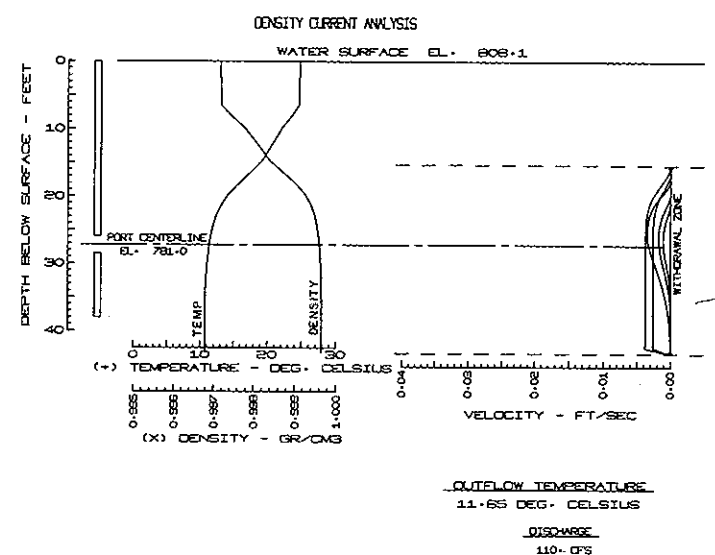 DENSITY CURRENT ANALYSIS
WATER SURFACE EL. 808.1
DEPTH BELOW SURFACE - FEET
0
10
20
30
40
PORT CENTERLINE
EL. 781.0
TEMP
DENSITY
WITHDRAWAL ZONE
0 10 20 30
(+) TEMPERATURE - DEG. CELSIUS
0.995 0.996 0.997 0.998 0.999 1.000
(X) DENSITY - GR/CM3
0.04 0.03 0.02 0.01 0.00
VELOCITY - FT/SEC
OUTFLOW TEMPERATURE
11.65 DEG. CELSIUS
DISCHARGE
110. CFS